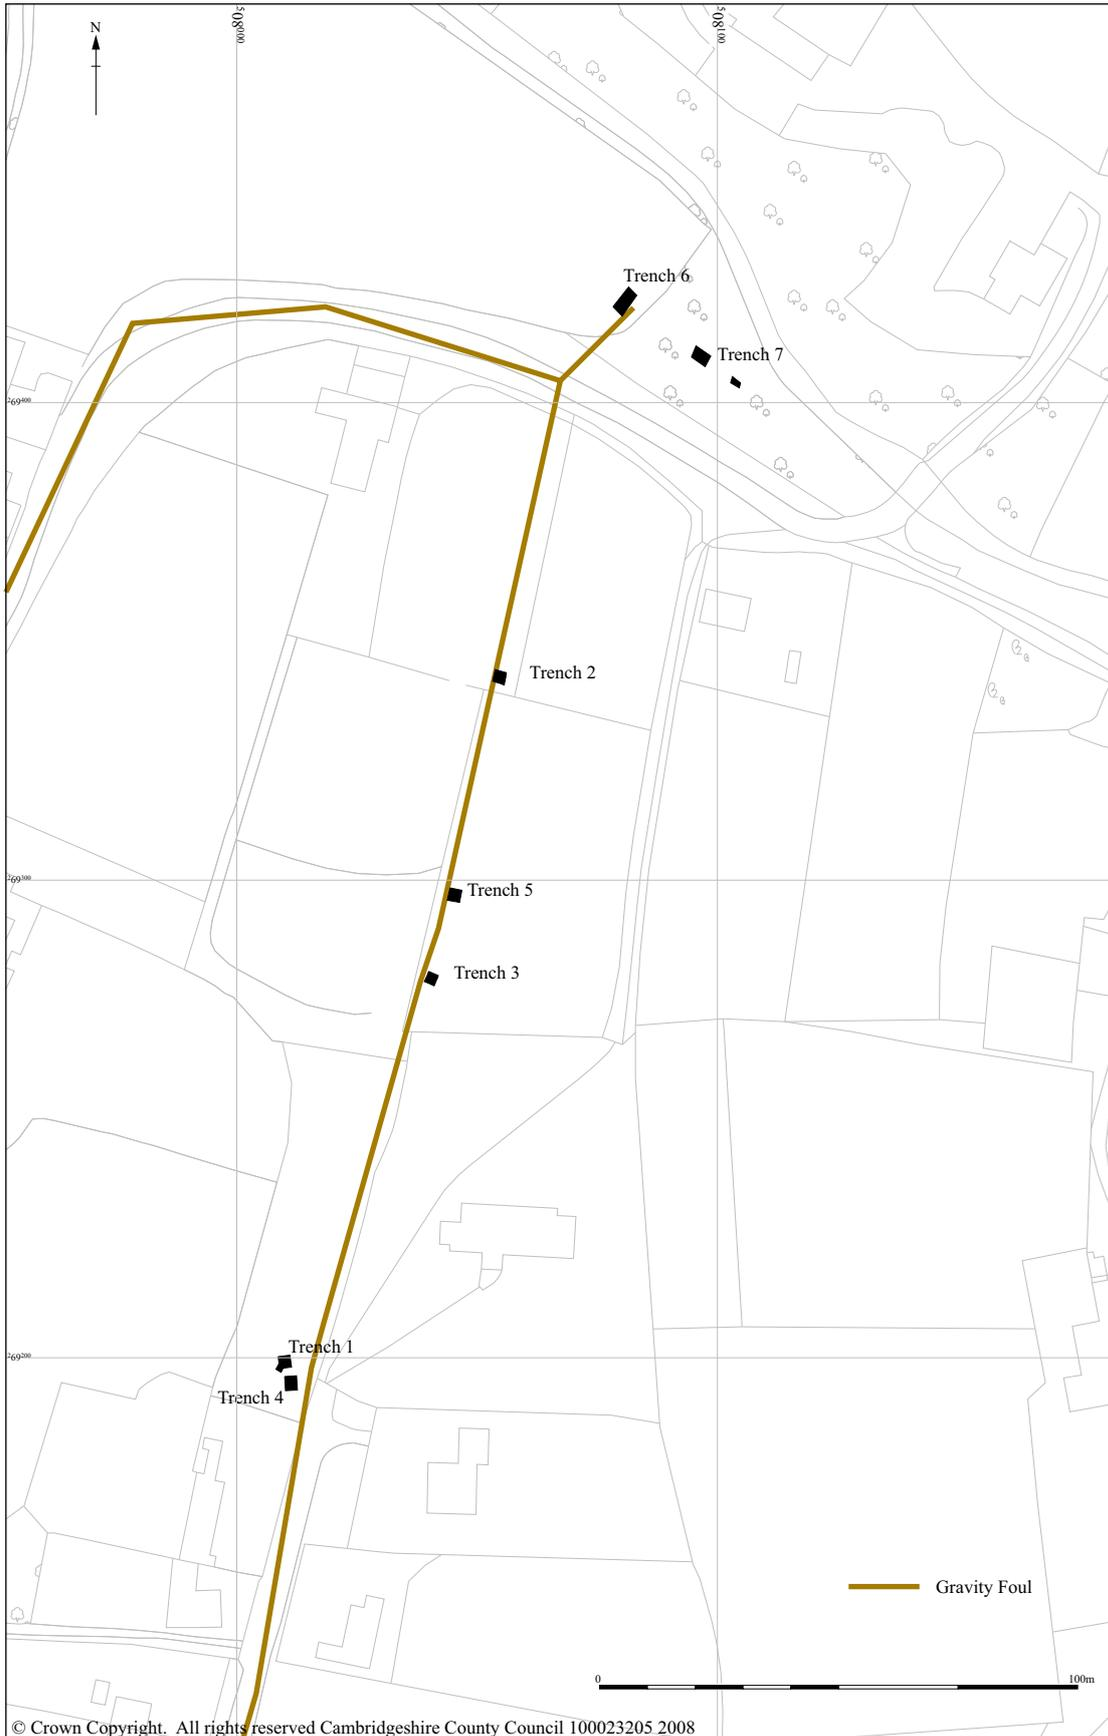 N
508000
508100
Trench 6
Trench 7
269400
Trench 2
269300
Trench 5
Trench 3
269200
Trench 1
Trench 4
Gravity Foul
0 100m
© Crown Copyright. All rights reserved Cambridgeshire County Council 100023205 2008